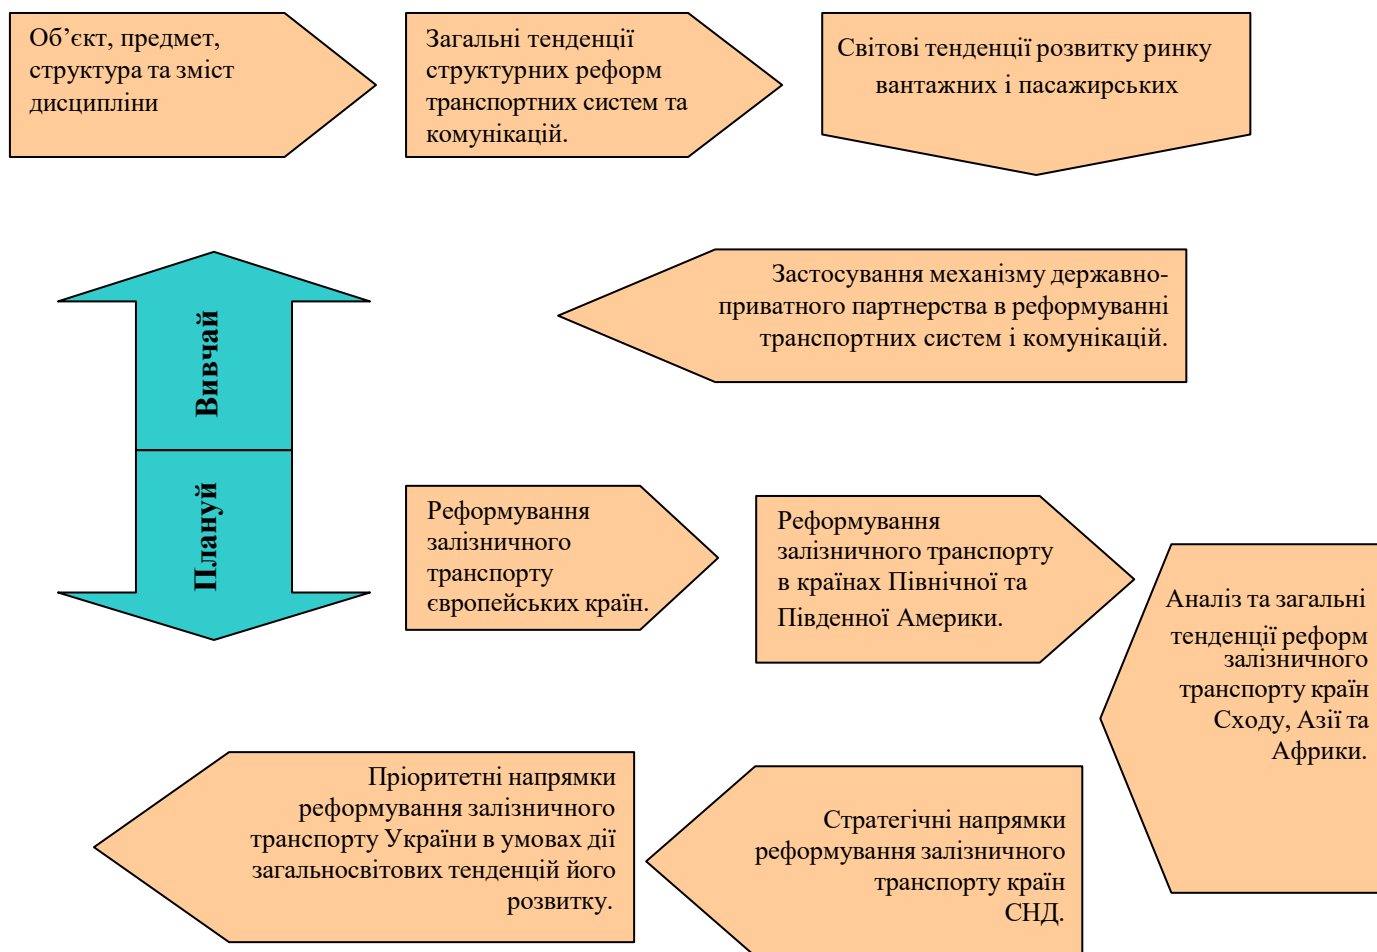 Об’єкт, предмет,
структура та зміст
дисципліни
Загальні тенденції
структурних реформ
транспортних систем та
комунікацій.
Світові тенденції розвитку ринку
вантажних і пасажирських
Застосування механізму державно-
приватного партнерства в реформуванні
транспортних систем і комунікацій.
Вивчай
Плануй
Реформування
залізничного
транспорту
європейських країн.
Реформування
залізничного транспорту
в країнах Північної та
Південної Америки.
Аналіз та загальні
тенденції реформ
залізничного
транспорту країн
Сходу, Азії та
Африки.
Стратегічні напрямки
реформування залізничного
транспорту країн
СНД.
Пріоритетні напрямки
реформування залізничного
транспорту України в умовах дії
загальносвітових тенденцій його
розвитку.